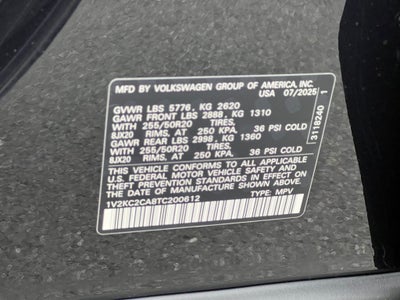 MFD BY VOLKSWAGEN GROUP OF AMERICA, INC.
USA 07/2025
GVWR LBS 5776, KG 2620
GAWR FRONT LBS 2888, KG 1310
WITH 255/50R20 TIRES,
8JX20 RIMS, AT 250 KPA. 36 PSI COLD
GAWR REAR LBS 2998, KG 1360
WITH 255/50R20 TIRES,
8JX20 RIMS, AT 250 KPA. 36 PSI COLD
THIS VEHICLE CONFORMS TO ALL APPLICABLE
U.S. FEDERAL MOTOR VEHICLE SAFETY
STANDARDS IN EFFECT ON THE
DATE OF MANUFACTURE SHOWN ABOVE.
1V2KC2CA8TC200612 TYPE: MPV
3118240 1